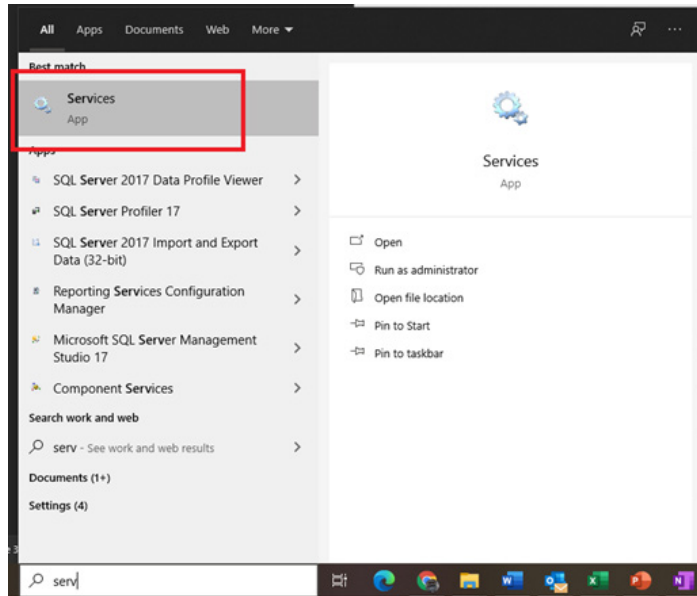 All Apps Documents Web More
Best match
Services
App
Apps
SQL Server 2017 Data Profile Viewer
SQL Server Profiler 17
SQL Server 2017 Import and Export
Data (32-bit)
Reporting Services Configuration
Manager
Microsoft SQL Server Management
Studio 17
Component Services
Search work and web
serv - See work and web results
Documents (1+)
Settings (4)
Services
App
Open
Run as administrator
Open file location
Pin to Start
Pin to taskbar
serv